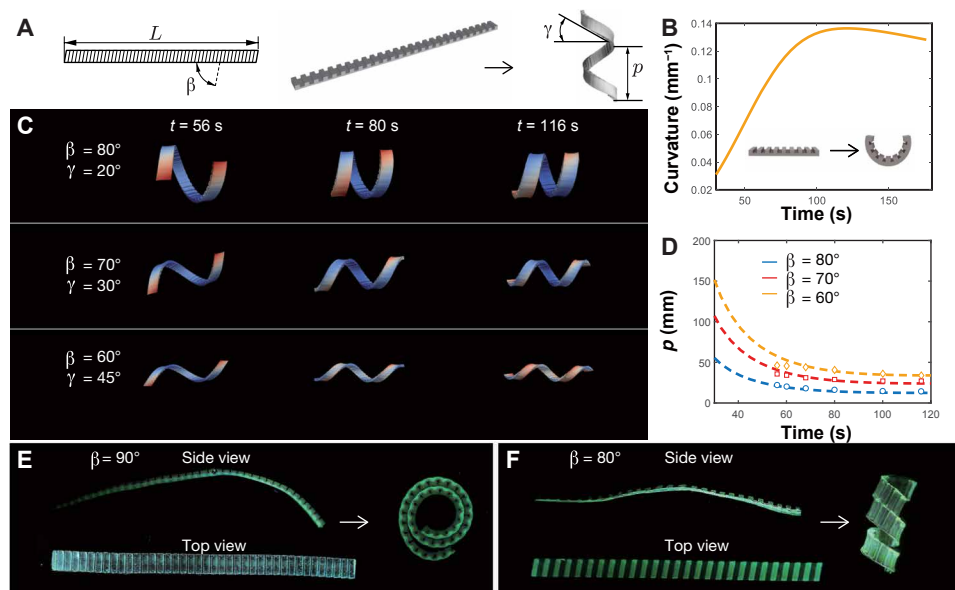 A
L
β
γ
p
B
Curvature (mm⁻¹)
0.14
0.12
0.10
0.08
0.06
0.04
0.02
50
100
150
Time (s)
C
t = 56 s
t = 80 s
t = 116 s
β = 80°
γ = 20°
β = 70°
γ = 30°
β = 60°
γ = 45°
D
p (mm)
200
150
100
50
0
β = 80°
β = 70°
β = 60°
40
60
80
100
120
Time (s)
E
β = 90°
Side view
Top view
F
β = 80°
Side view
Top view